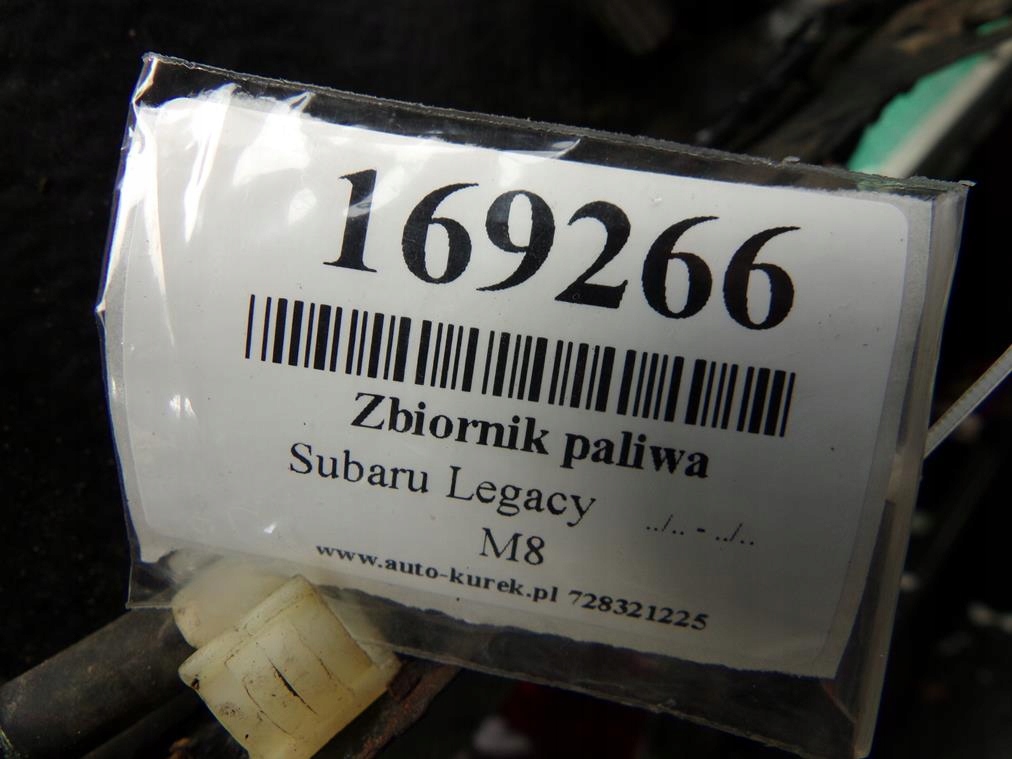 169266
Zbiornik paliwa
Subaru Legacy ../.. - ../..
M8
www.auto-kurek.pl 728321225